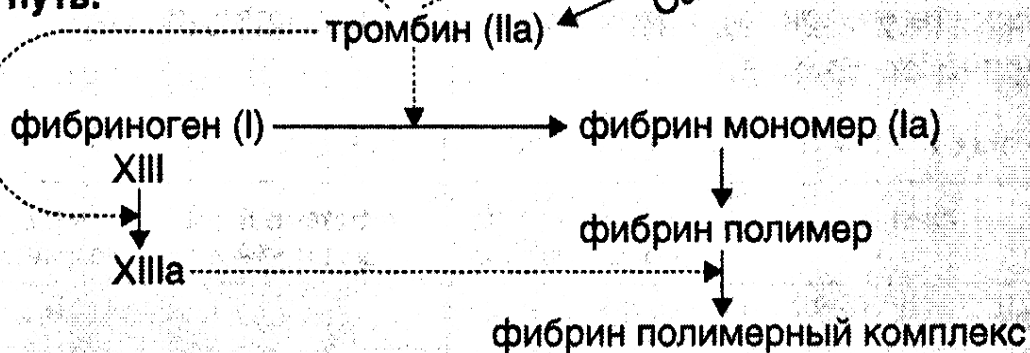 путь.
тромбин (IIa)
фибриноген (I)
фибрин мономер (Ia)
XIII
фибрин полимер
XIIIa
фибрин полимерный комплекс